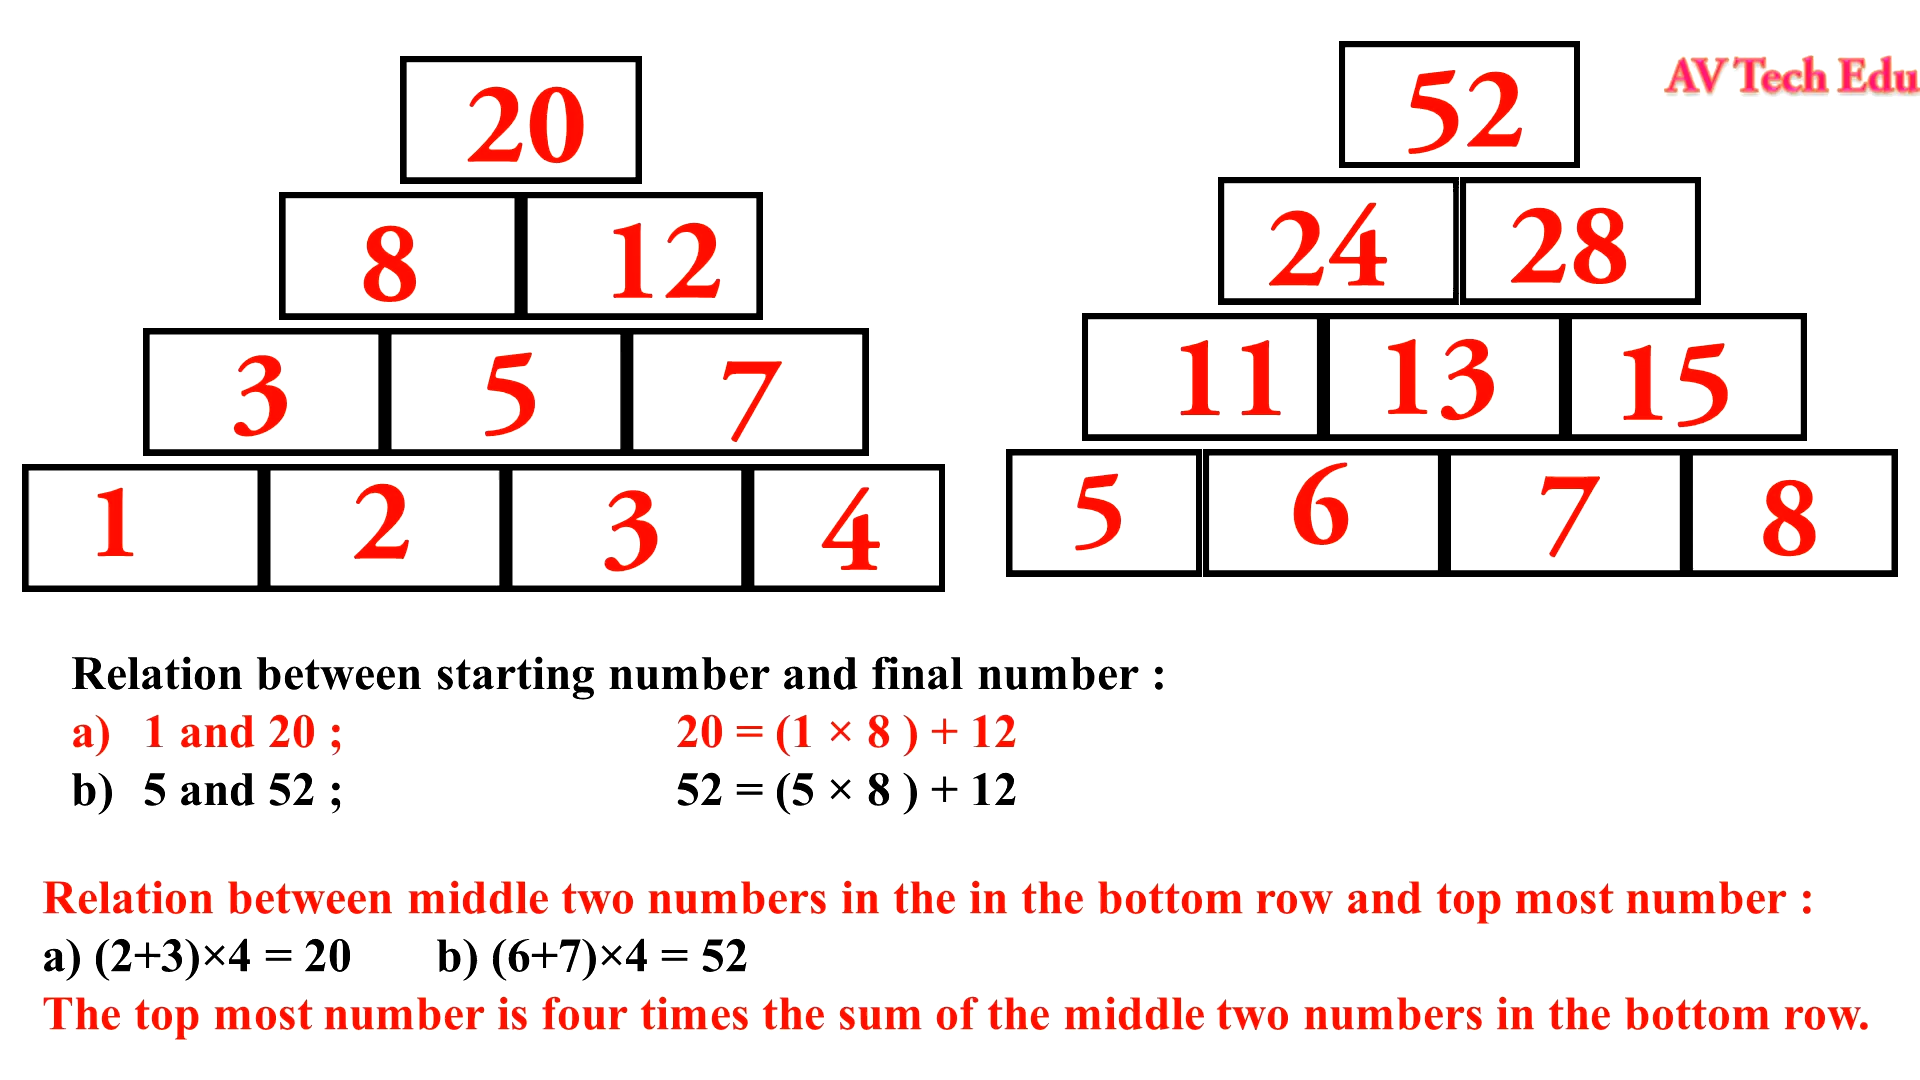 20
8 12
3 5 7
1 2 3 4
52
24 28
11 13 15
5 6 7 8
AV Tech Edu
Relation between starting number and final number :
a) 1 and 20 ; 20 = (1 × 8 ) + 12
b) 5 and 52 ; 52 = (5 × 8 ) + 12
Relation between middle two numbers in the in the bottom row and top most number :
a) (2+3)×4 = 20 b) (6+7)×4 = 52
The top most number is four times the sum of the middle two numbers in the bottom row.